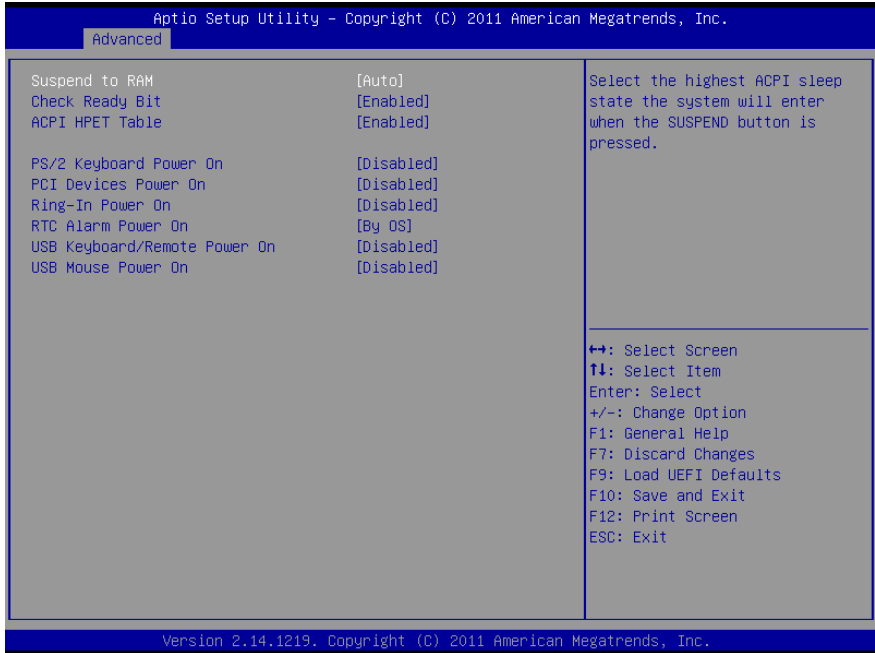 Aptio Setup Utility – Copyright (C) 2011 American Megatrends, Inc.
Advanced
Suspend to RAM [Auto]
Check Ready Bit [Enabled]
ACPI HPET Table [Enabled]
PS/2 Keyboard Power On [Disabled]
PCI Devices Power On [Disabled]
Ring-In Power On [Disabled]
RTC Alarm Power On [By OS]
USB Keyboard/Remote Power On [Disabled]
USB Mouse Power On [Disabled]
Select the highest ACPI sleep
state the system will enter
when the SUSPEND button is
pressed.
↔: Select Screen
↑↓: Select Item
Enter: Select
+/-: Change Option
F1: General Help
F7: Discard Changes
F9: Load UEFI Defaults
F10: Save and Exit
F12: Print Screen
ESC: Exit
Version 2.14.1219. Copyright (C) 2011 American Megatrends, Inc.